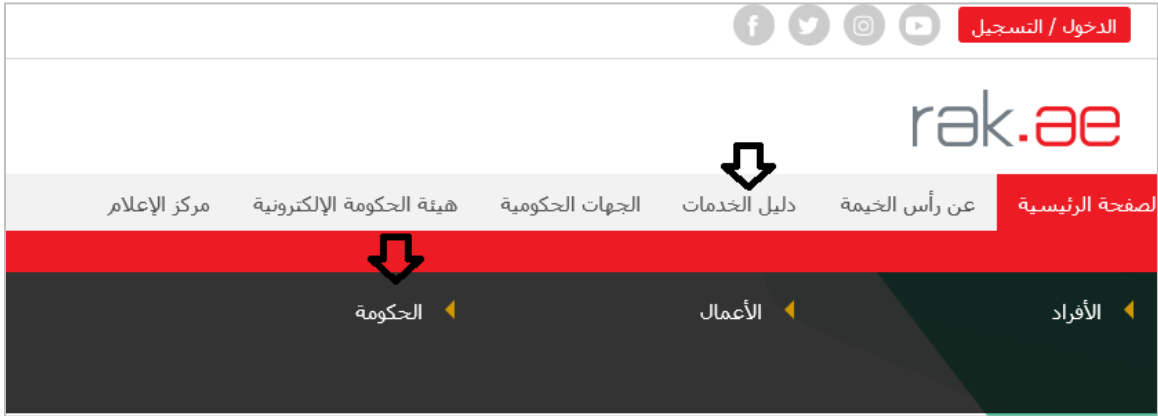 الدخول / التسجيل
rak.ae
لصفحة الرئيسية عن رأس الخيمة دليل الخدمات الجهات الحكومية هيئة الحكومة الإلكترونية مركز الإعلام
الأفراد الأعمال الحكومة